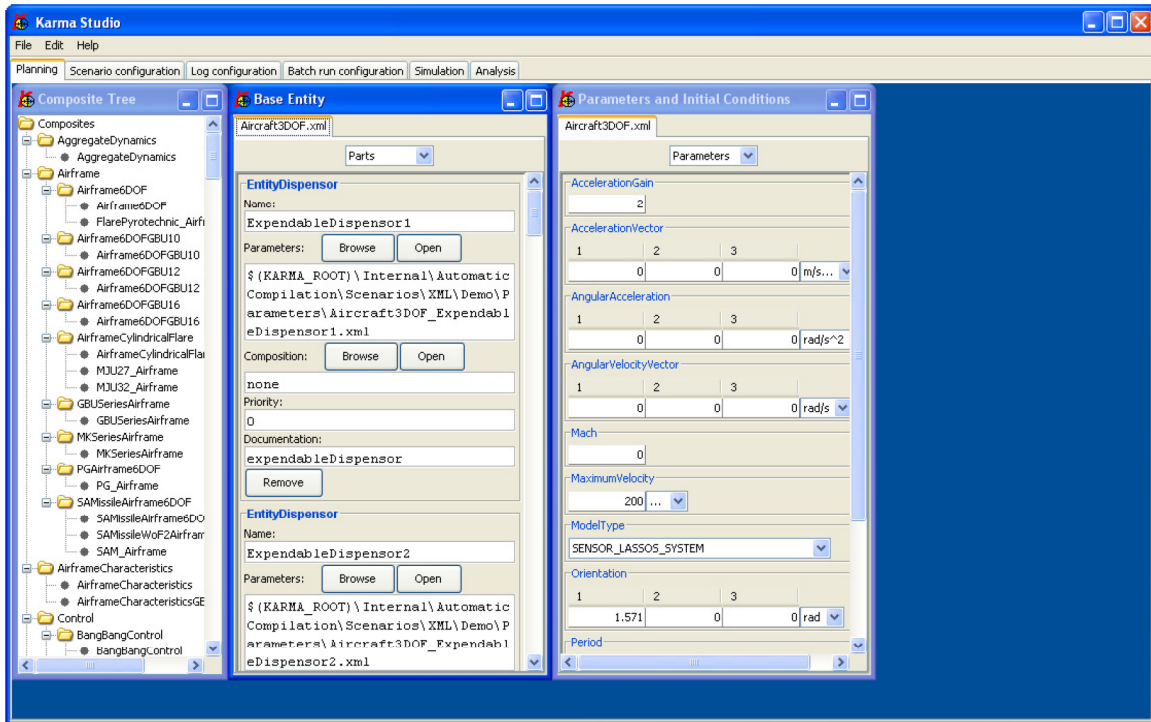 Karma Studio
File Edit Help
Planning Scenario configuration Log configuration Batch run configuration Simulation Analysis
Composite Tree
Composites
AggregateDynamics
AggregateDynamics
Airframe
Airframe6DOF
Airframe6DOF
FlarePyrotechnic_Airfr
Airframe6DOFGBU10
Airframe6DOFGBU10
Airframe6DOFGBU12
Airframe6DOFGBU12
Airframe6DOFGBU16
Airframe6DOFGBU16
AirframeCylindricalFlare
AirframeCylindricalFlar
MJU27_Airframe
MJU32_Airframe
GBUSeriesAirframe
GBUSeriesAirframe
MKSeriesAirframe
MKSeriesAirframe
PGAirframe6DOF
PG_Airframe
SAMissileAirframe6DOF
SAMissileAirframe6DO
SAMissileWoF2Airfram
SAM_Airframe
AirframeCharacteristics
AirframeCharacteristics
AirframeCharacteristicsGE
Control
BangBangControl
BangBangControl
Base Entity
Aircraft3DOF.xml
Parts
EntityDispensor
Name:
ExpendableDispensor1
Parameters: Browse Open
$(KARMA_ROOT)\Internal\Automatic
Compilation\Scenarios\XML\Demo\P
arameters\Aircraft3DOF_Expendabl
eDispensor1.xml
Composition: Browse Open
none
Priority:
0
Documentation:
expendableDispensor
Remove
EntityDispensor
Name:
ExpendableDispensor2
Parameters: Browse Open
$(KARMA_ROOT)\Internal\Automatic
Compilation\Scenarios\XML\Demo\P
arameters\Aircraft3DOF_Expendabl
eDispensor2.xml
Parameters and Initial Conditions
Aircraft3DOF.xml
Parameters
AccelerationGain
2
AccelerationVector
1 2 3
0 0 0 m/s...
AngularAcceleration
1 2 3
0 0 0 rad/s^2
AngularVelocityVector
1 2 3
0 0 0 rad/s
Mach
0
MaximumVelocity
200 ...
ModelType
SENSOR_LASSOS_SYSTEM
Orientation
1 2 3
1.571 0 0 rad
Period